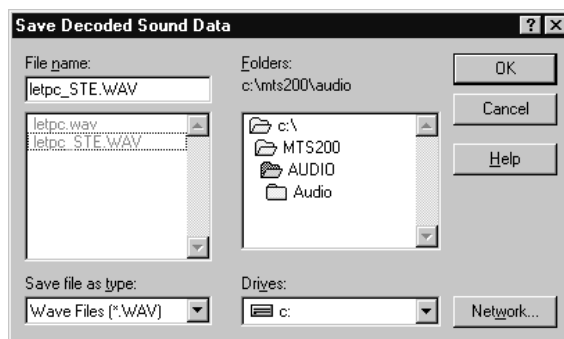 Save Decoded Sound Data
File name:
letpc_STE.WAV
letpc.wav
letpc_STE.WAV
Save file as type:
Wave Files (*.WAV)
Folders:
c:\mts200\audio
c:\
MTS200
AUDIO
Audio
Drives:
c:
OK
Cancel
Help
Network...